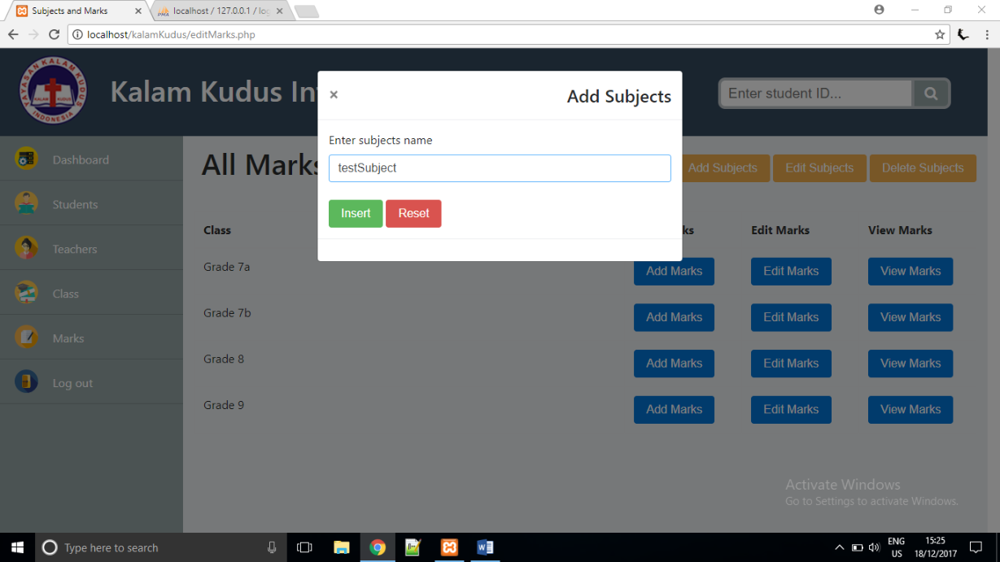 Subjects and Marks
localhost / 127.0.0.1 / log
localhost/kalamKudus/editMarks.php
YAYASAN KALAM KUDUS
KALAM KUDUS
INDONESIA
Kalam Kudus In
Enter student ID...
× Add Subjects
Enter subjects name
testSubject
Insert Reset
Dashboard
Students
Teachers
Class
Marks
Log out
All Marks
Add Subjects Edit Subjects Delete Subjects
Class ks Edit Marks View Marks
Grade 7a Add Marks Edit Marks View Marks
Grade 7b Add Marks Edit Marks View Marks
Grade 8 Add Marks Edit Marks View Marks
Grade 9 Add Marks Edit Marks View Marks
Activate Windows
Go to Settings to activate Windows.
Type here to search
ENG
US
15:25
18/12/2017